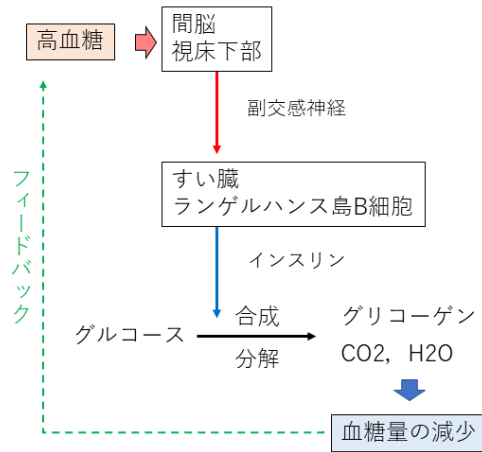 高血糖
間脳
視床下部
副交感神経
すい臓
ランゲルハンス島B細胞
フィードバック
インスリン
グルコース
合成
分解
グリコーゲン
CO2, H2O
血糖量の減少